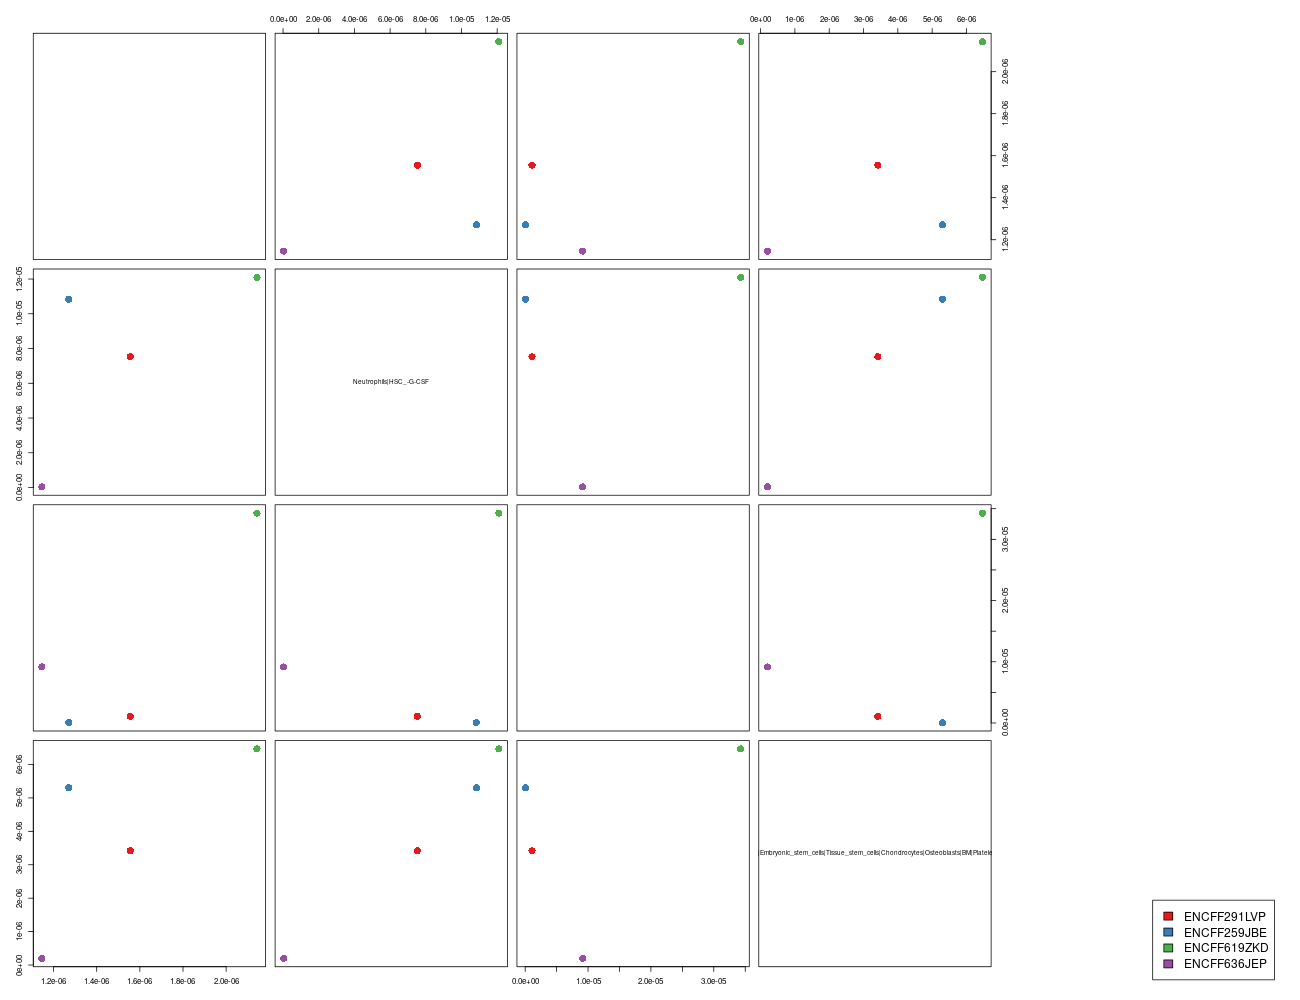 0.0e+00 2.0e-06 4.0e-06 6.0e-06 8.0e-06 1.0e-05 1.2e-05
0e+00 1e-06 2e-06 3e-06 4e-06 5e-06 6e-06
1.2e-06 1.4e-06 1.6e-06 1.8e-06 2.0e-06
0.0e+00 2.0e-06 4.0e-06 6.0e-06 8.0e-06 1.0e-05 1.2e-05
Neutrophils|HSC_-G-CSF
0.0e+00 1.0e-05 2.0e-05 3.0e-05
0e+00 1e-06 2e-06 3e-06 4e-06 5e-06 6e-06
Embryonic_stem_cells|Tissue_stem_cells|Chondrocytes|Osteoblasts|BM|Platele
1.2e-06 1.4e-06 1.6e-06 1.8e-06 2.0e-06
0.0e+00 1.0e-05 2.0e-05 3.0e-05
ENCFF291LVP
ENCFF259JBE
ENCFF619ZKD
ENCFF636JEP